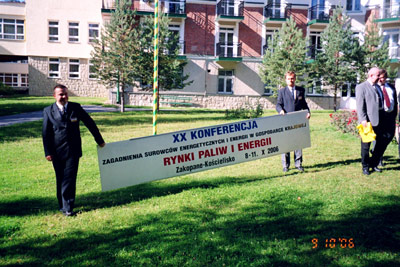 XX KONFERENCJA
ZAGADNIENIA SUROWCÓW ENERGETYCZNYCH I ENERGII W GOSPODARCE KRAJOWEJ
RYNKI PALIW I ENERGII
Zakopane-Kościelisko 8-11. X 2006
9 10 '06